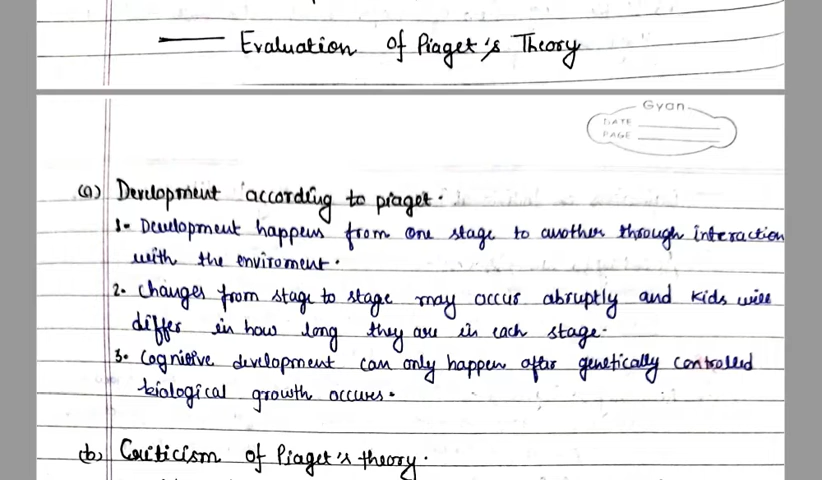 Evaluation of Piaget's Theory
Gyan
DATE
PAGE
(a) Development according to piaget.
1- Development happens from one stage to another through interaction
with the enviroment.
2. Changes from stage to stage may occur abruptly and kids will
differ in how long they are in each stage.
3. Cognitive development can only happen after genetically controlled
biological growth occurs.
(b) Criticism of Piaget's theory.